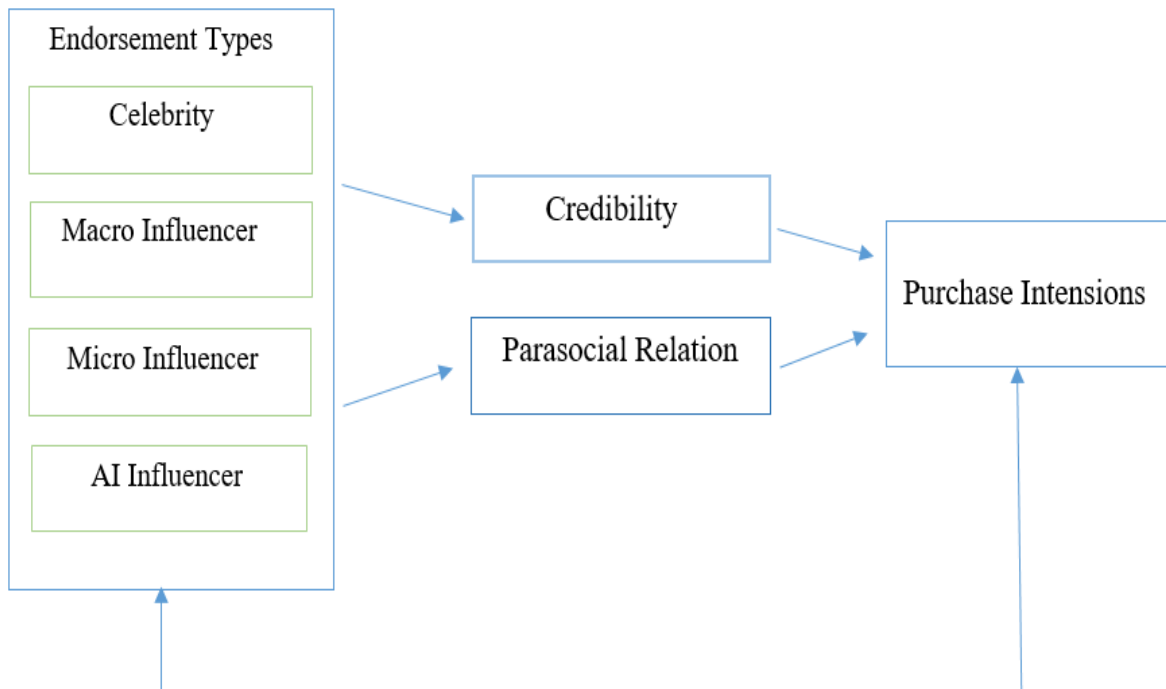 Endorsement Types
Celebrity
Macro Influencer
Micro Influencer
AI Influencer
Credibility
Parasocial Relation
Purchase Intensions